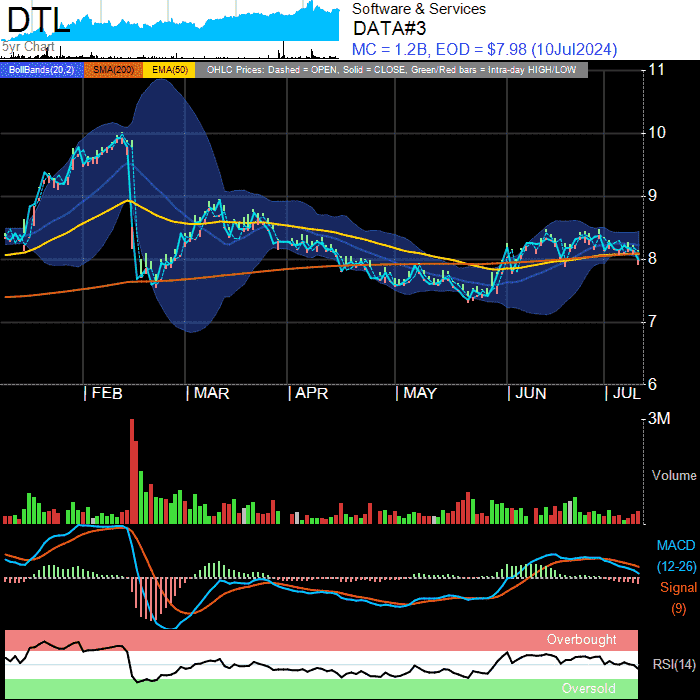 DTL
5yr Chart
Software & Services
DATA#3
MC = 1.2B, EOD = $7.98 (10Jul2024)
BollBands(20,2) SMA(200) EMA(50) OHLC Prices: Dashed = OPEN, Solid = CLOSE, Green/Red bars = Intra-day HIGH/LOW
11
10
9
8
7
6
FEB MAR APR MAY JUN JUL
3M
Volume
MACD
(12-26)
Signal
(9)
Overbought
RSI(14)
Oversold